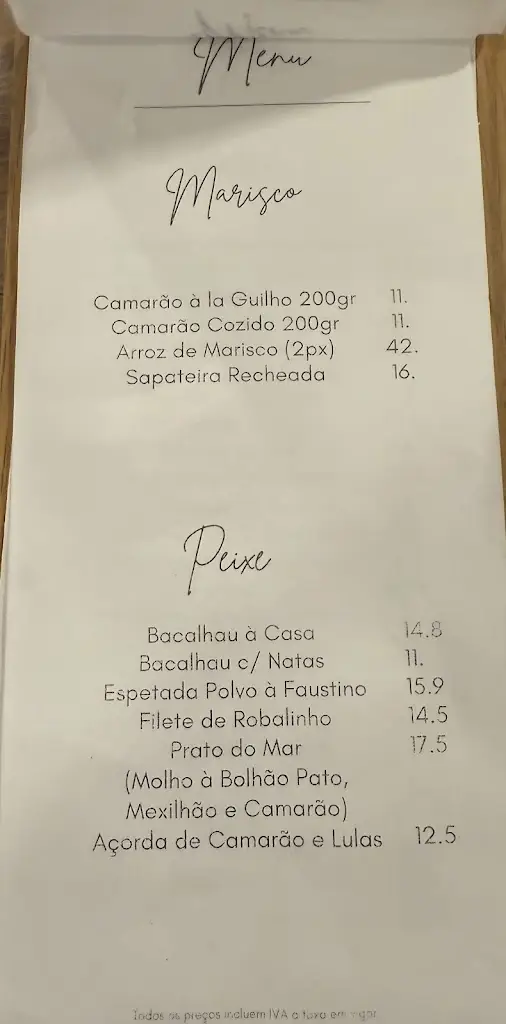 Menu
Marisco
Camarão à la Guilho 200gr 11.
Camarão Cozido 200gr 11.
Arroz de Marisco (2px) 42.
Sapateira Recheada 16.
Peixe
Bacalhau à Casa 14.8
Bacalhau c/ Natas 11.
Espetada Polvo à Faustino 15.9
Filete de Robalinho 14.5
Prato do Mar 17.5
(Molho à Bolhão Pato,
Mexilhão e Camarão)
Açorda de Camarão e Lulas 12.5
Todos os preços incluem IVA a taxa em vigor